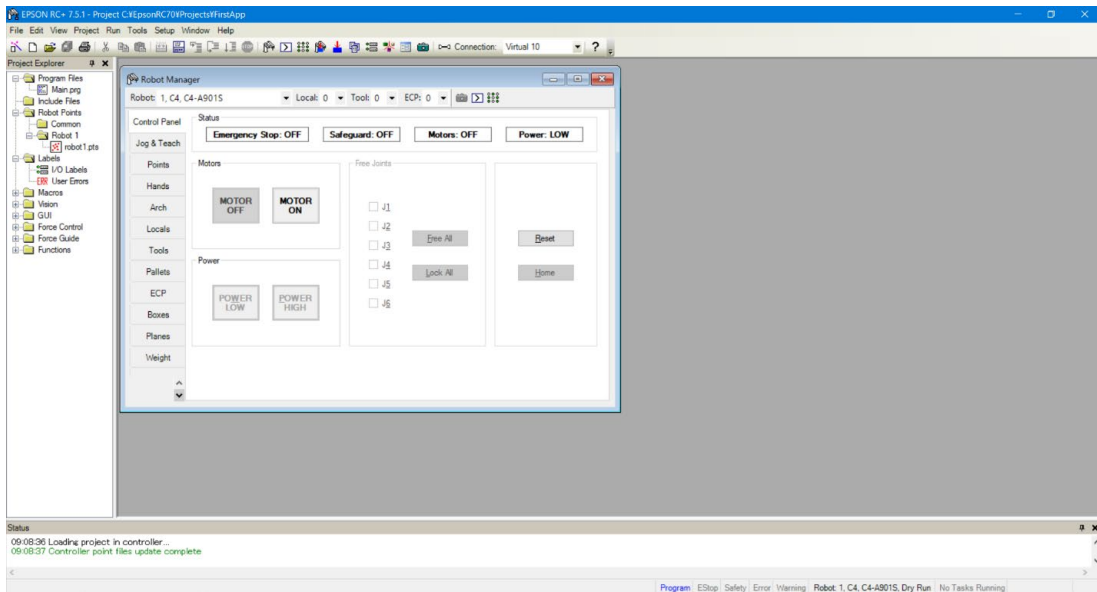 EPSON RC+ 7.5.1 - Project C:¥EpsonRC70¥Projects¥FirstApp
File Edit View Project Run Tools Setup Window Help
Connection: Virtual 10
Project Explorer
Program Files
Main.prg
Include Files
Robot Points
Common
Robot 1
robot1.pts
Labels
I/O Labels
User Errors
Macros
Vision
GUI
Force Control
Force Guide
Functions
Robot Manager
Robot: 1, C4, C4-A901S Local: 0 Tool: 0 ECP: 0
Control Panel
Jog & Teach
Points
Hands
Arch
Locals
Tools
Pallets
ECP
Boxes
Planes
Weight
Status
Emergency Stop: OFF Safeguard: OFF Motors: OFF Power: LOW
Motors
MOTOR OFF
MOTOR ON
Power
POWER LOW
POWER HIGH
Free Joints
J1
J2
J3
J4
J5
J6
Free All
Lock All
Reset
Home
Status
09:08:36 Loading project in controller...
09:08:37 Controller point files update complete
Program EStop Safety Error Warning Robot: 1, C4, C4-A901S, Dry Run No Tasks Running